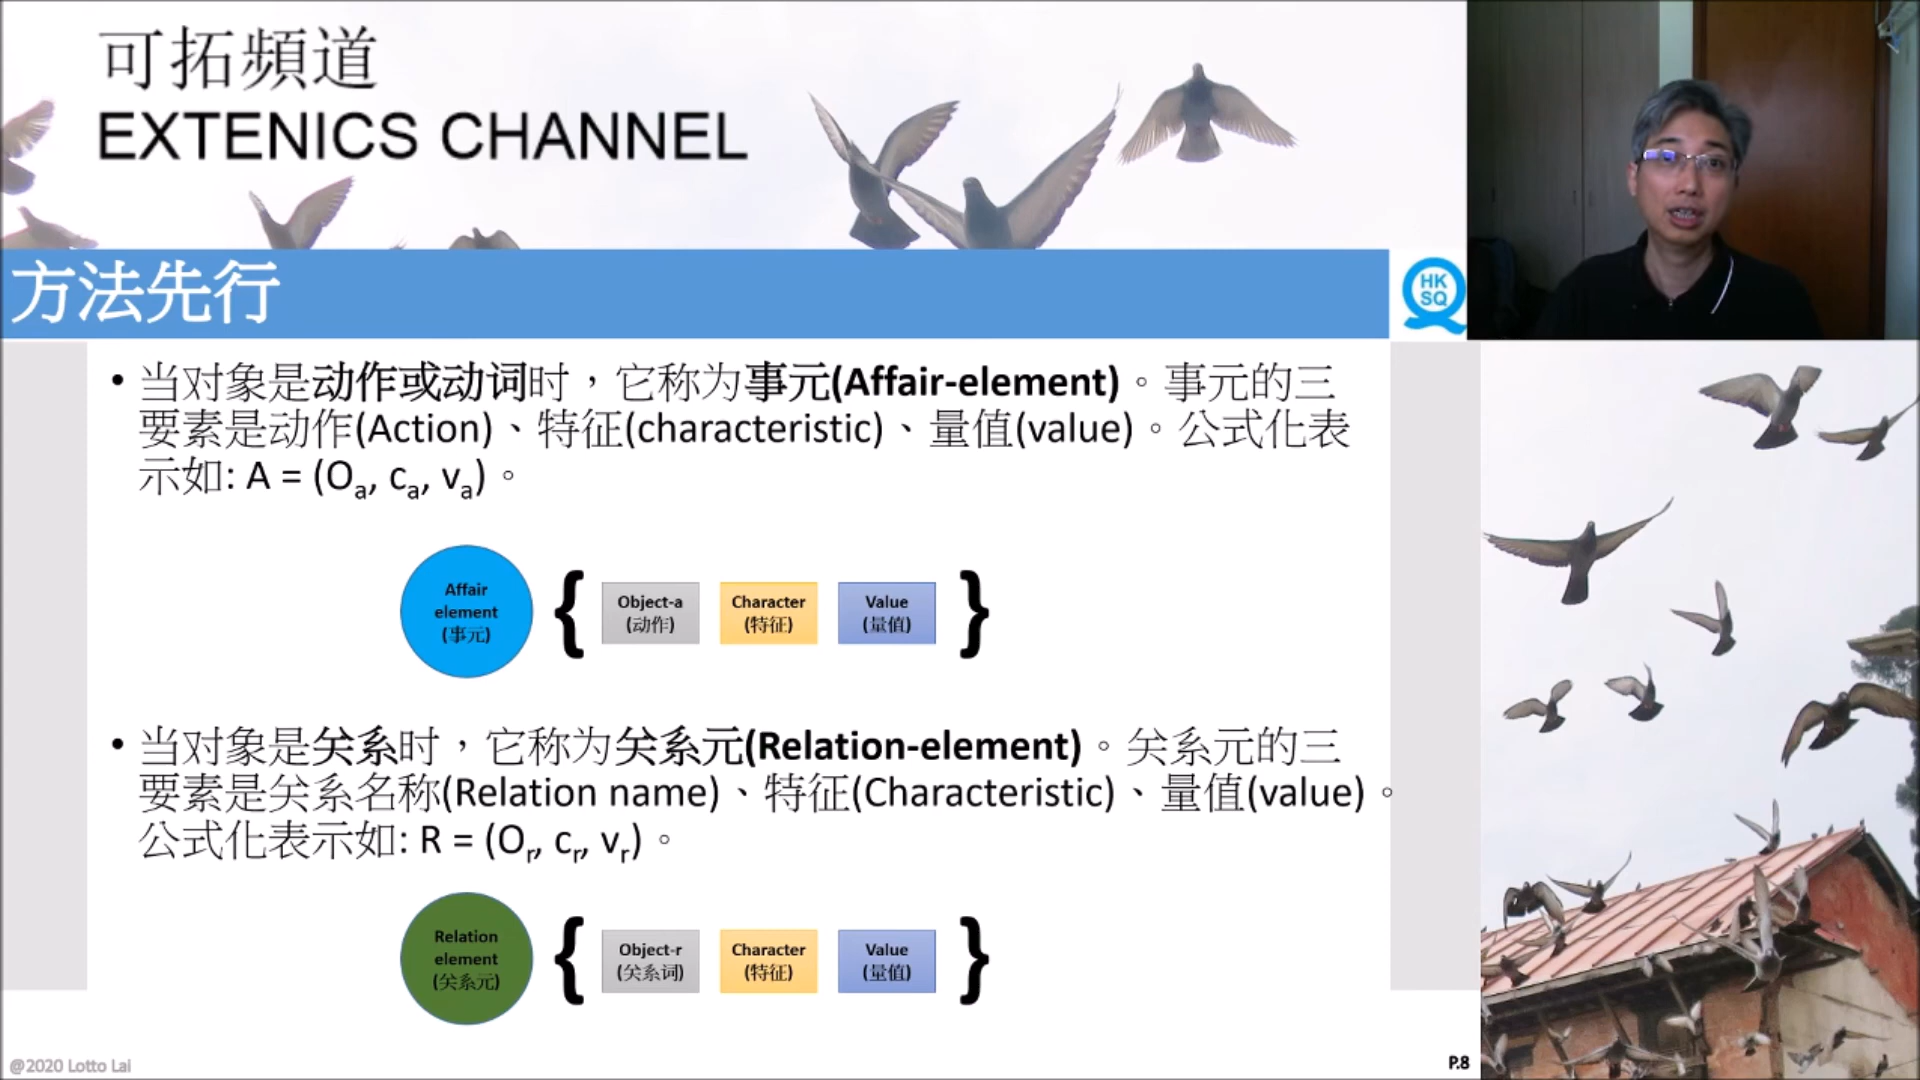 可拓頻道
EXTENICS CHANNEL
方法先行
HK
SQ
• 当对象是动作或动词时，它称为事元(Affair-element)。事元的三
要素是动作(Action)、特征(characteristic)、量值(value)。公式化表
示如: A = (Oa, ca, va)。
Affair
element
(事元)
{
Object-a
(动作)
Character
(特征)
Value
(量值)
}
• 当对象是关系时，它称为关系元(Relation-element)。关系元的三
要素是关系名称(Relation name)、特征(Characteristic)、量值(value)。
公式化表示如: R = (Or, cr, vr)。
Relation
element
(关系元)
{
Object-r
(关系词)
Character
(特征)
Value
(量值)
}
@2020 Lotto Lai
P.8